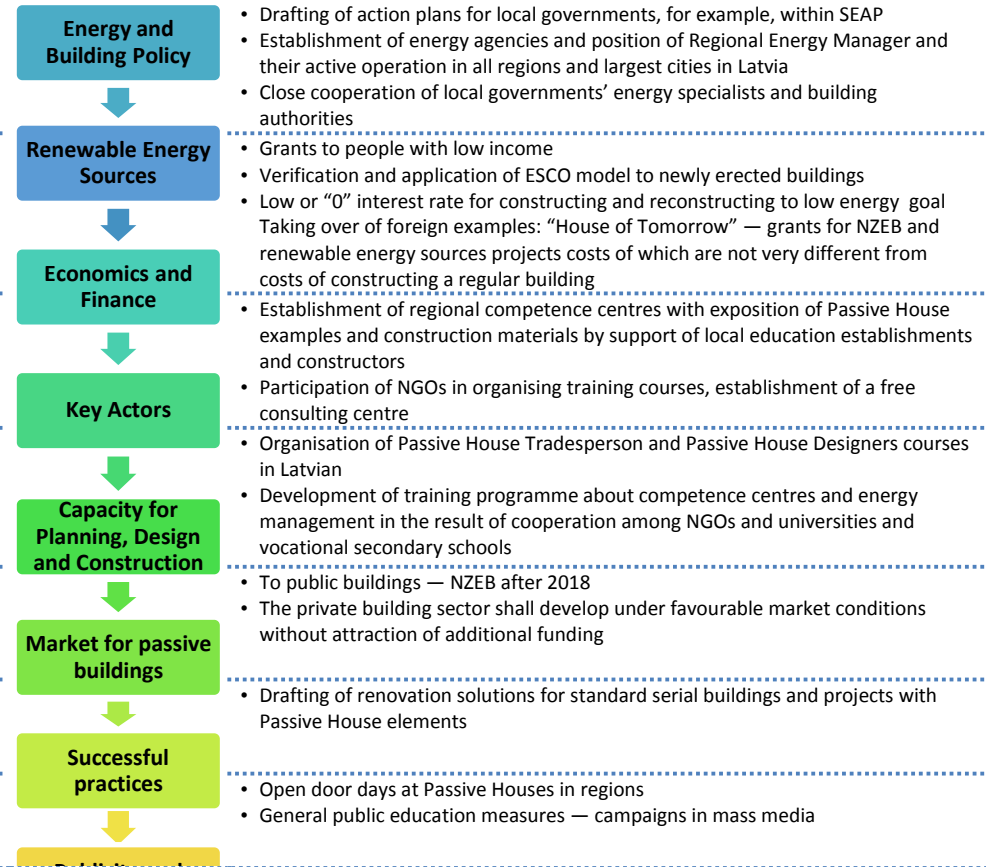 Energy and
Building Policy
• Drafting of action plans for local governments, for example, within SEAP
• Establishment of energy agencies and position of Regional Energy Manager and
their active operation in all regions and largest cities in Latvia
• Close cooperation of local governments’ energy specialists and building
authorities
Renewable Energy
Sources
• Grants to people with low income
• Verification and application of ESCO model to newly erected buildings
• Low or “0” interest rate for constructing and reconstructing to low energy goal
Taking over of foreign examples: “House of Tomorrow” — grants for NZEB and
renewable energy sources projects costs of which are not very different from
costs of constructing a regular building
Economics and
Finance
• Establishment of regional competence centres with exposition of Passive House
examples and construction materials by support of local education establishments
and constructors
• Participation of NGOs in organising training courses, establishment of a free
consulting centre
Key Actors
• Organisation of Passive House Tradesperson and Passive House Designers courses
in Latvian
• Development of training programme about competence centres and energy
management in the result of cooperation among NGOs and universities and
vocational secondary schools
Capacity for
Planning, Design
and Construction
• To public buildings — NZEB after 2018
• The private building sector shall develop under favourable market conditions
without attraction of additional funding
Market for passive
buildings
• Drafting of renovation solutions for standard serial buildings and projects with
Passive House elements
Successful
practices
• Open door days at Passive Houses in regions
• General public education measures — campaigns in mass media